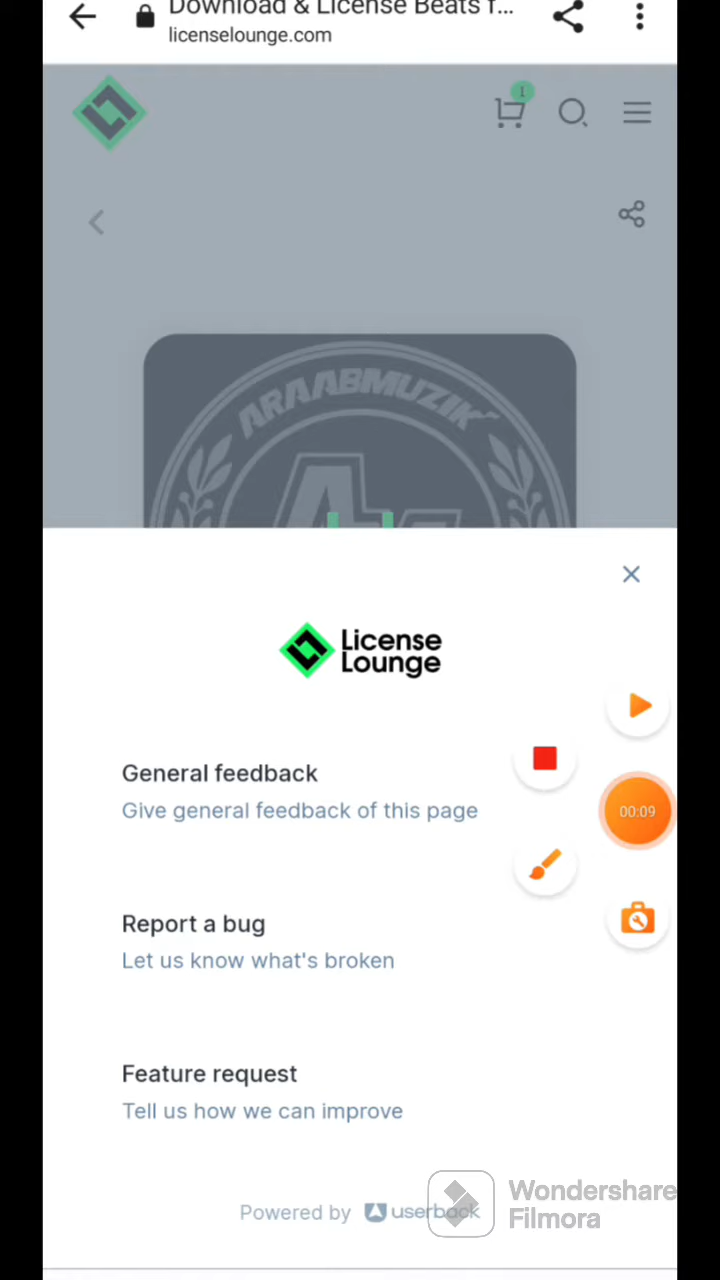 Download & License Beats f...
licenselounge.com
1
ARAABMUZIK
License
Lounge
General feedback
Give general feedback of this page
00:09
Report a bug
Let us know what's broken
Feature request
Tell us how we can improve
Powered by userback
Wondershare
Filmora